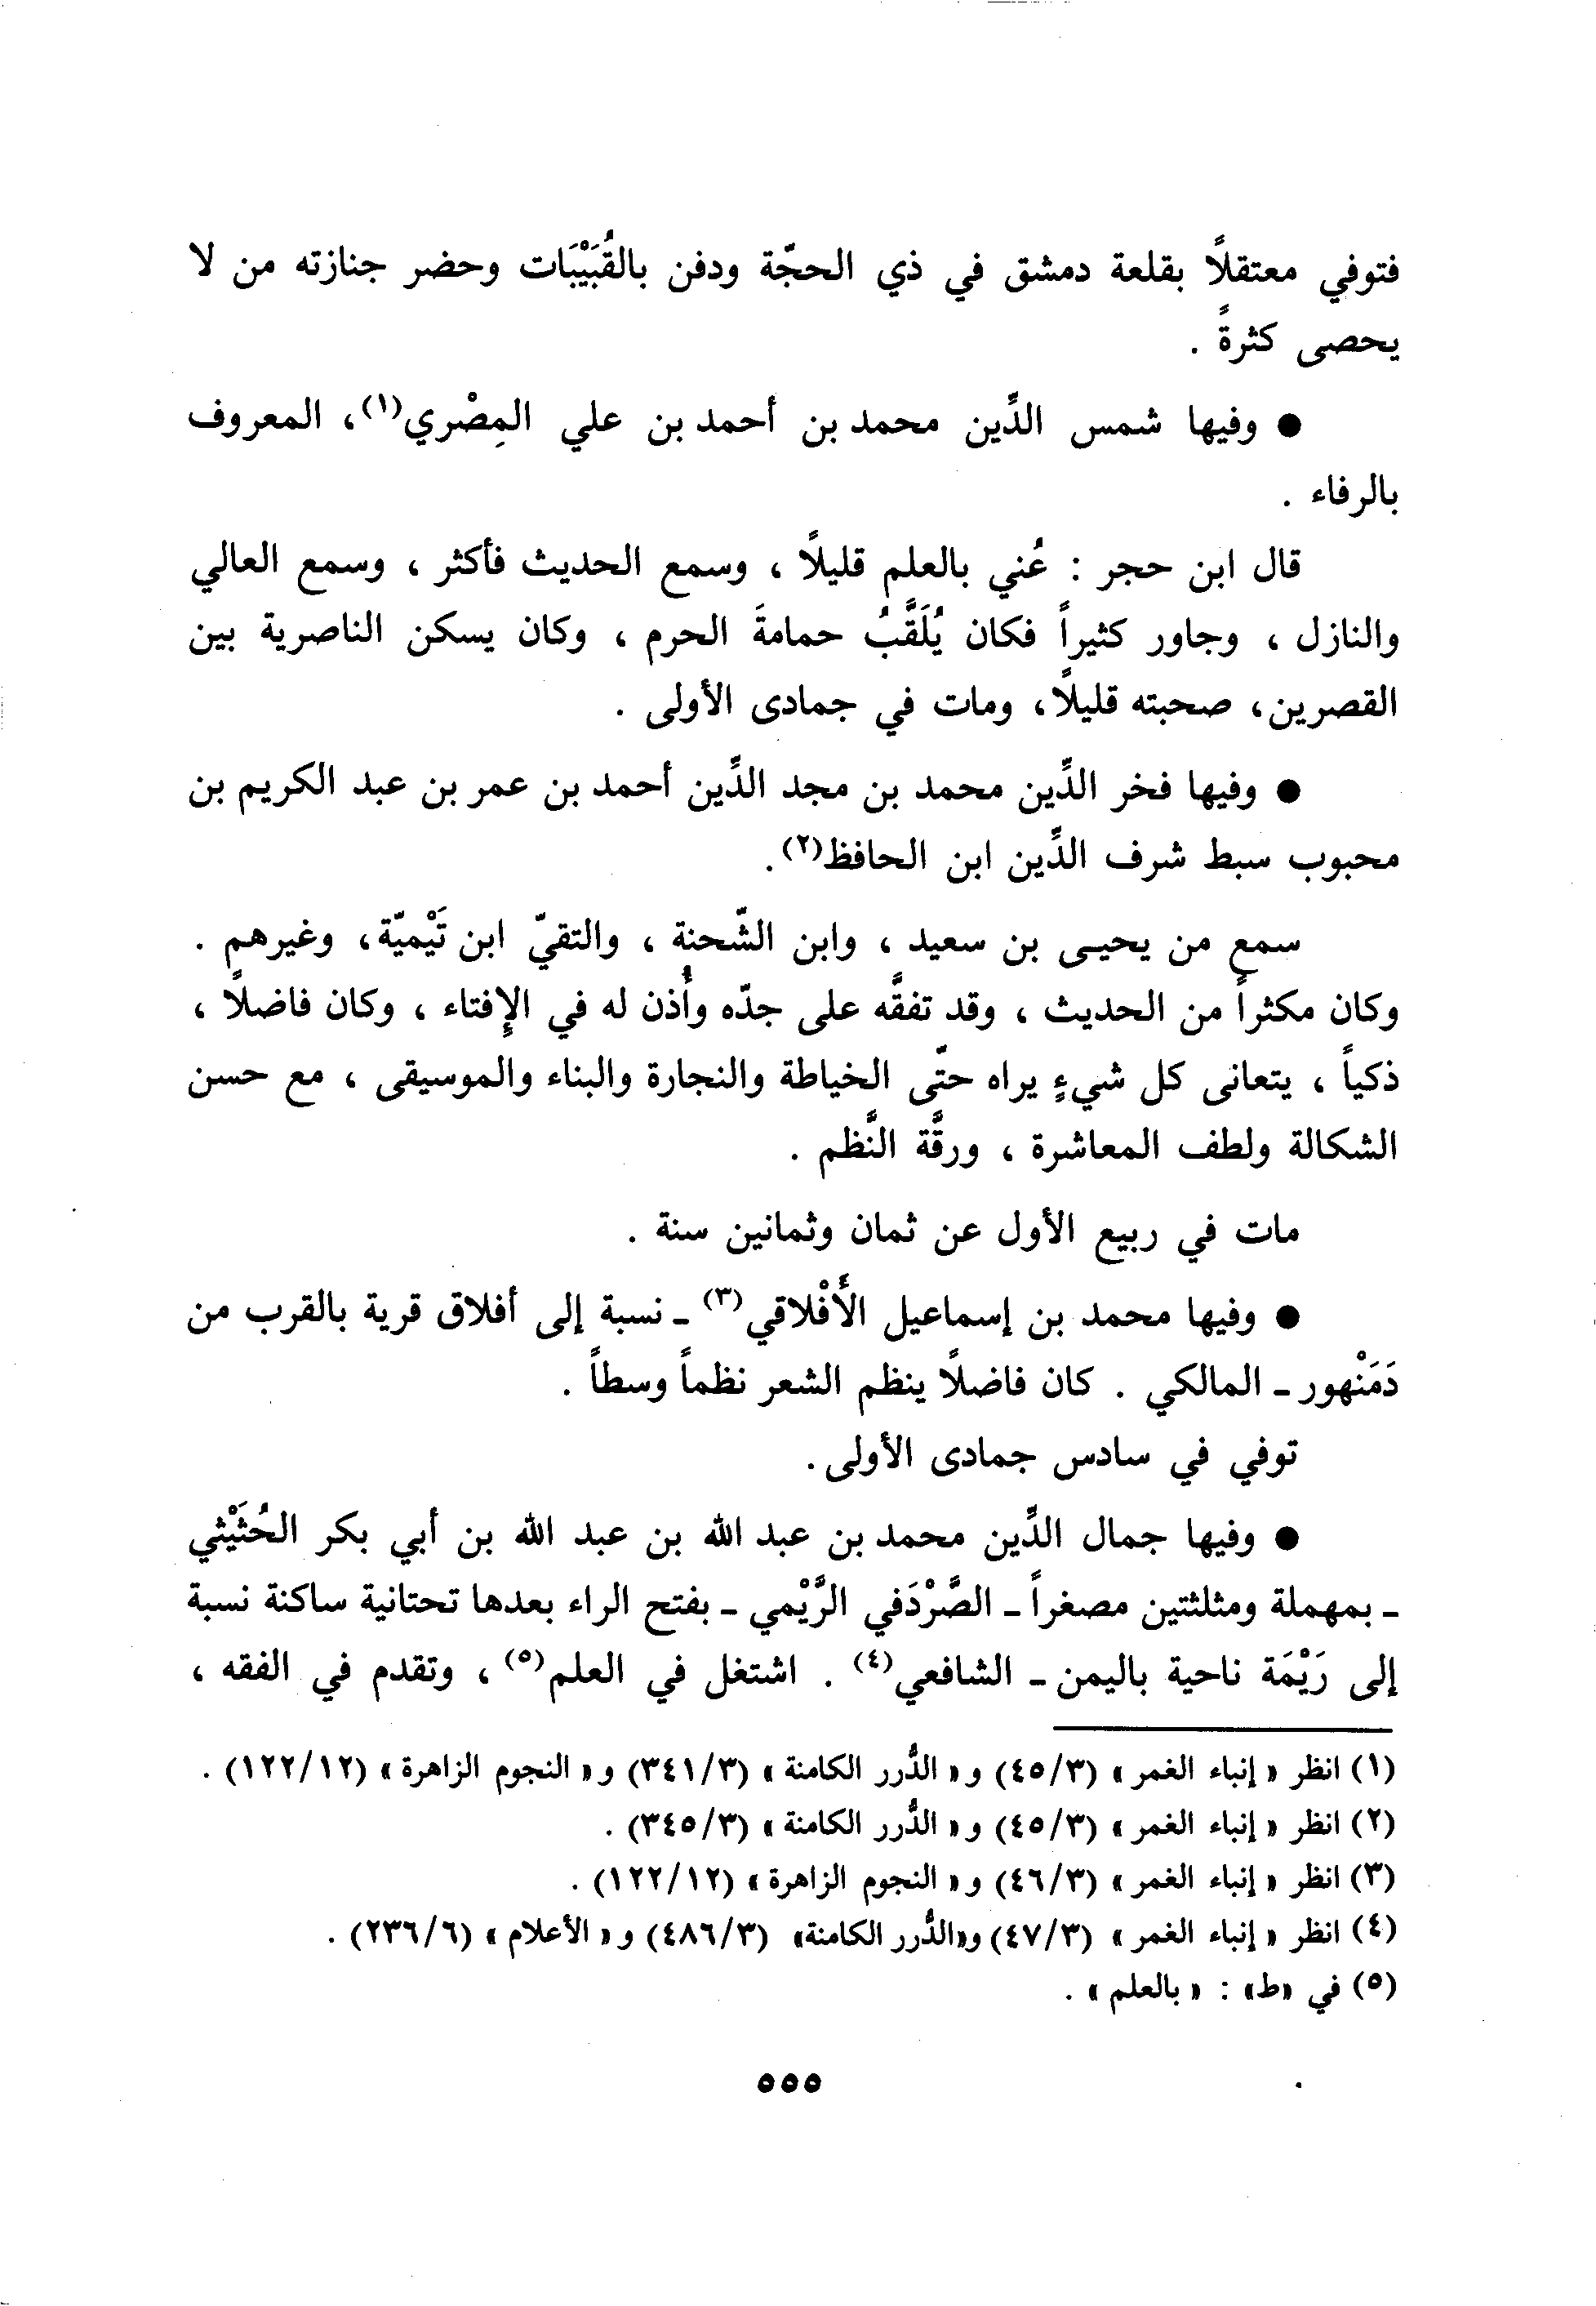 فتوفي معتقلاً بقلعة دمشق في ذي الحجّة ودفن بالقُبَيْبَات وحضر جنازته من لا
يحصى كثرةً .
● وفيها شمس الدِّين محمد بن أحمد بن علي المِصْري(١)، المعروف
بالرفاء .
قال ابن حجر : عُني بالعلم قليلاً ، وسمع الحديث فأكثر ، وسمع العالي
والنازل ، وجاور كثيراً فكان يُلَقَّبُ حمامةَ الحرم ، وكان يسكن الناصرية بين
القصرين، صحبته قليلاً، ومات في جمادى الأولى .
● وفيها فخر الدِّين محمد بن مجد الدِّين أحمد بن عمر بن عبد الكريم بن
محبوب سبط شرف الدِّين ابن الحافظ(٢).
سمع من يحيى بن سعيد ، وابن الشّحنة ، والتقيّ ابن تَيْميّة، وغيرهم .
وكان مكثراً من الحديث ، وقد تفقَّه على جدّه وأُذن له في الإِفتاء ، وكان فاضلاً ،
ذكياً ، يتعانى كل شيءٍ يراه حتّى الخياطة والنجارة والبناء والموسيقى ، مع حسن
الشكالة ولطف المعاشرة ، ورقَّة النَّظم .
مات في ربيع الأول عن ثمان وثمانين سنة .
● وفيها محمد بن إسماعيل الأَفْلاقي(٣) ـ نسبة إلى أفلاق قرية بالقرب من
دَمَنْهور ـ المالكي . كان فاضلاً ينظم الشعر نظماً وسطاً .
توفي في سادس جمادى الأولى.
● وفيها جمال الدِّين محمد بن عبد الله بن عبد الله بن أبي بكر الحُثَيْثي
ـ بمهملة ومثلثتين مصغراً ـ الصَّرْدَفي الرَّيْمي ـ بفتح الراء بعدها تحتانية ساكنة نسبة
إلى رَيْمَة ناحية باليمن ـ الشافعي(٤) . اشتغل في العلم(٥) ، وتقدم في الفقه ،
(١) انظر « إنباء الغمر » (٤٥/٣) و« الدُّرر الكامنة » (٣٤١/٣) و« النجوم الزاهرة » (١٢٢/١٢) .
(٢) انظر « إنباء الغمر » (٤٥/٣) و« الدُّرر الكامنة » (٣٤٥/٣) .
(٣) انظر « إنباء الغمر » (٤٦/٣) و« النجوم الزاهرة » (١٢٢/١٢) .
(٤) انظر « إنباء الغمر » (٤٧/٣) و«الدُّرر الكامنة» (٤٨٦/٣) و« الأعلام » (٢٣٦/٦) .
(٥) في «ط» : « بالعلم » .
٥٥٥